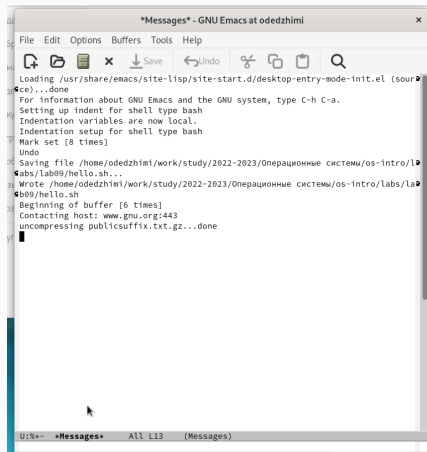 *Messages* - GNU Emacs at odedzhimi
File Edit Options Buffers Tools Help
Save Undo
Loading /usr/share/emacs/site-lisp/site-start.d/desktop-entry-mode-init.el (sour
ce)...done
For information about GNU Emacs and the GNU system, type C-h C-a.
Setting up indent for shell type bash
Indentation variables are now local.
Indentation setup for shell type bash
Mark set [8 times]
Undo
Saving file /home/odedzhimi/work/study/2022-2023/Операционные системы/os-intro/l
abs/lab09/hello.sh...
Wrote /home/odedzhimi/work/study/2022-2023/Операционные системы/os-intro/labs/la
b09/hello.sh
Beginning of buffer [6 times]
Contacting host: www.gnu.org:443
uncompressing publicsuffix.txt.gz...done
U:%*- *Messages* All L13 (Messages)